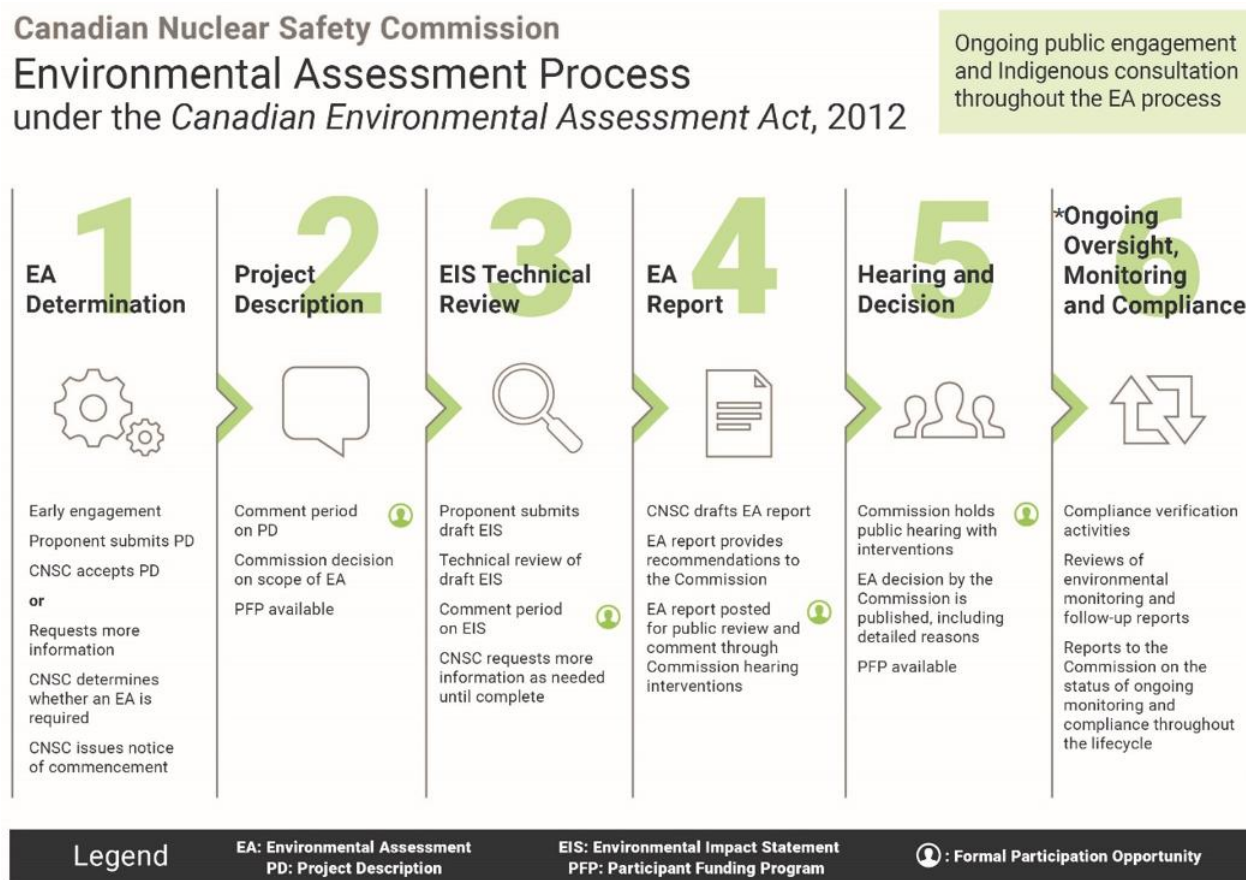 Canadian Nuclear Safety Commission
Environmental Assessment Process
under the Canadian Environmental Assessment Act, 2012
Ongoing public engagement
and Indigenous consultation
throughout the EA process
1
EA
Determination
Early engagement
Proponent submits PD
CNSC accepts PD
or
Requests more
information
CNSC determines
whether an EA is
required
CNSC issues notice
of commencement
2
Project
Description
Comment period
on PD
Commission decision
on scope of EA
PFP available
3
EIS Technical
Review
Proponent submits
draft EIS
Technical review of
draft EIS
Comment period
on EIS
CNSC requests more
information as needed
until complete
4
EA
Report
CNSC drafts EA report
EA report provides
recommendations to
the Commission
EA report posted
for public review and
comment through
Commission hearing
interventions
5
Hearing and
Decision
Commission holds
public hearing with
interventions
EA decision by the
Commission is
published, including
detailed reasons
PFP available
6
*Ongoing
Oversight,
Monitoring
and Compliance
Compliance verification
activities
Reviews of
environmental
monitoring and
follow-up reports
Reports to the
Commission on the
status of ongoing
monitoring and
compliance throughout
the lifecycle
Legend
EA: Environmental Assessment
PD: Project Description
EIS: Environmental Impact Statement
PFP: Participant Funding Program
: Formal Participation Opportunity